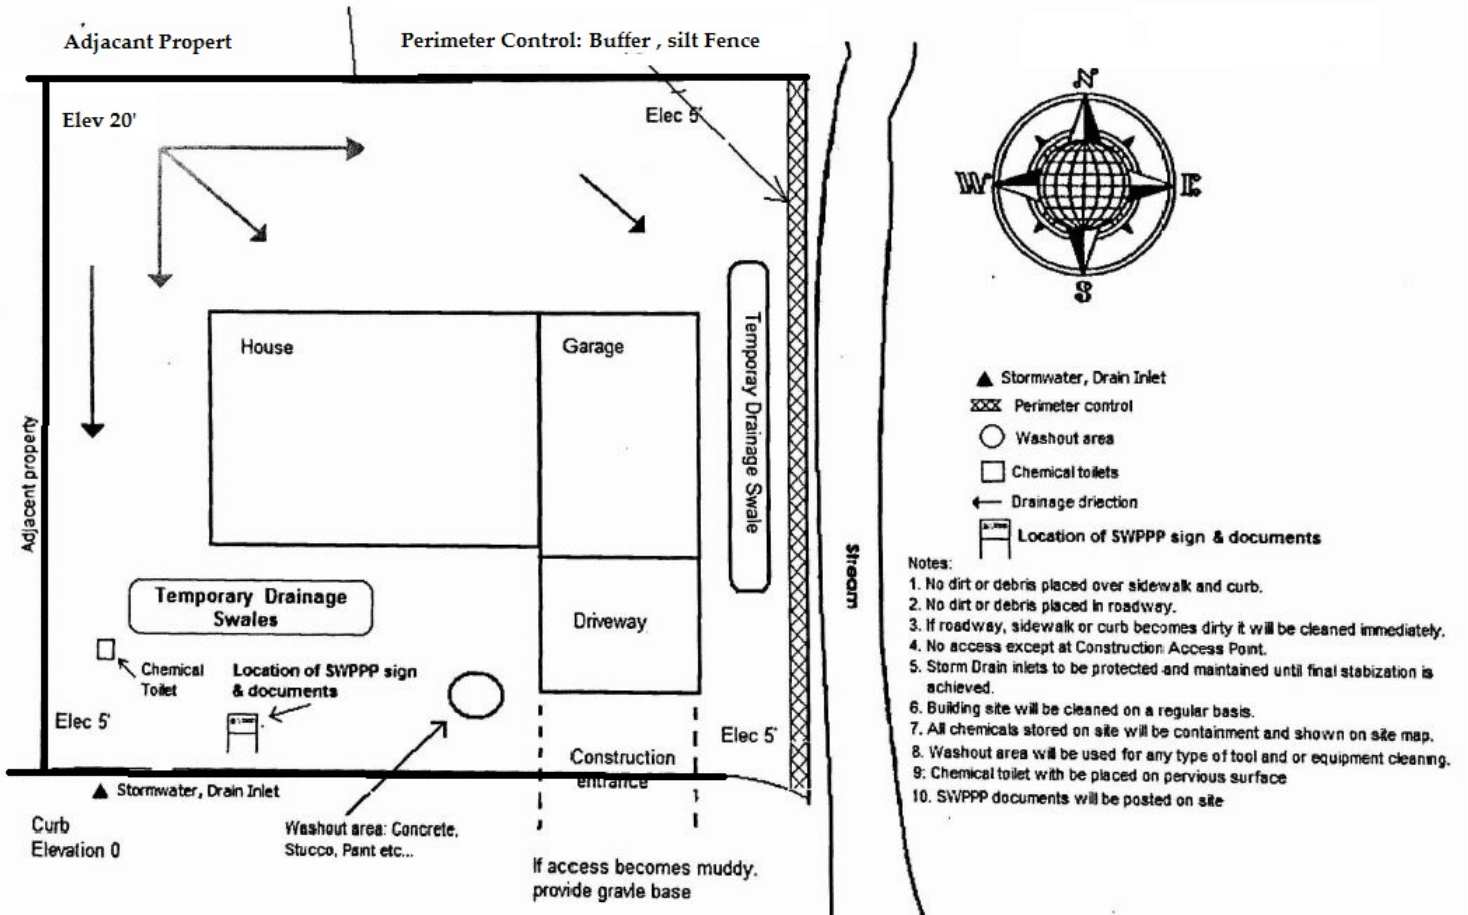 Adjacant Propert
Perimeter Control: Buffer , silt Fence
Elev 20'
Elec 5'
N
W
E
S
House
Garage
Temporay Drainage Swale
Adjacent property
Stream
Stormwater, Drain Inlet
Perimeter control
Washout area
Chemical toilets
Drainage driection
Location of SWPPP sign & documents
Temporary Drainage
Swales
Driveway
Chemical
Toilet
Location of SWPPP sign
& documents
Elec 5'
Elec 5'
Construction
entrance
Stormwater, Drain Inlet
Curb
Elevation 0
Washout area: Concrete,
Stucco, Paint etc...
If access becomes muddy.
provide gravle base
Notes:
1. No dirt or debris placed over sidewalk and curb.
2. No dirt or debris placed in roadway.
3. If roadway, sidewalk or curb becomes dirty it will be cleaned immediately.
4. No access except at Construction Access Point.
5. Storm Drain inlets to be protected and maintained until final stabization is
achieved.
6. Building site will be cleaned on a regular basis.
7. All chemicals stored on site will be containment and shown on site map.
8. Washout area will be used for any type of tool and or equipment cleaning.
9: Chemical toilet with be placed on pervious surface
10. SWPPP documents will be posted on site